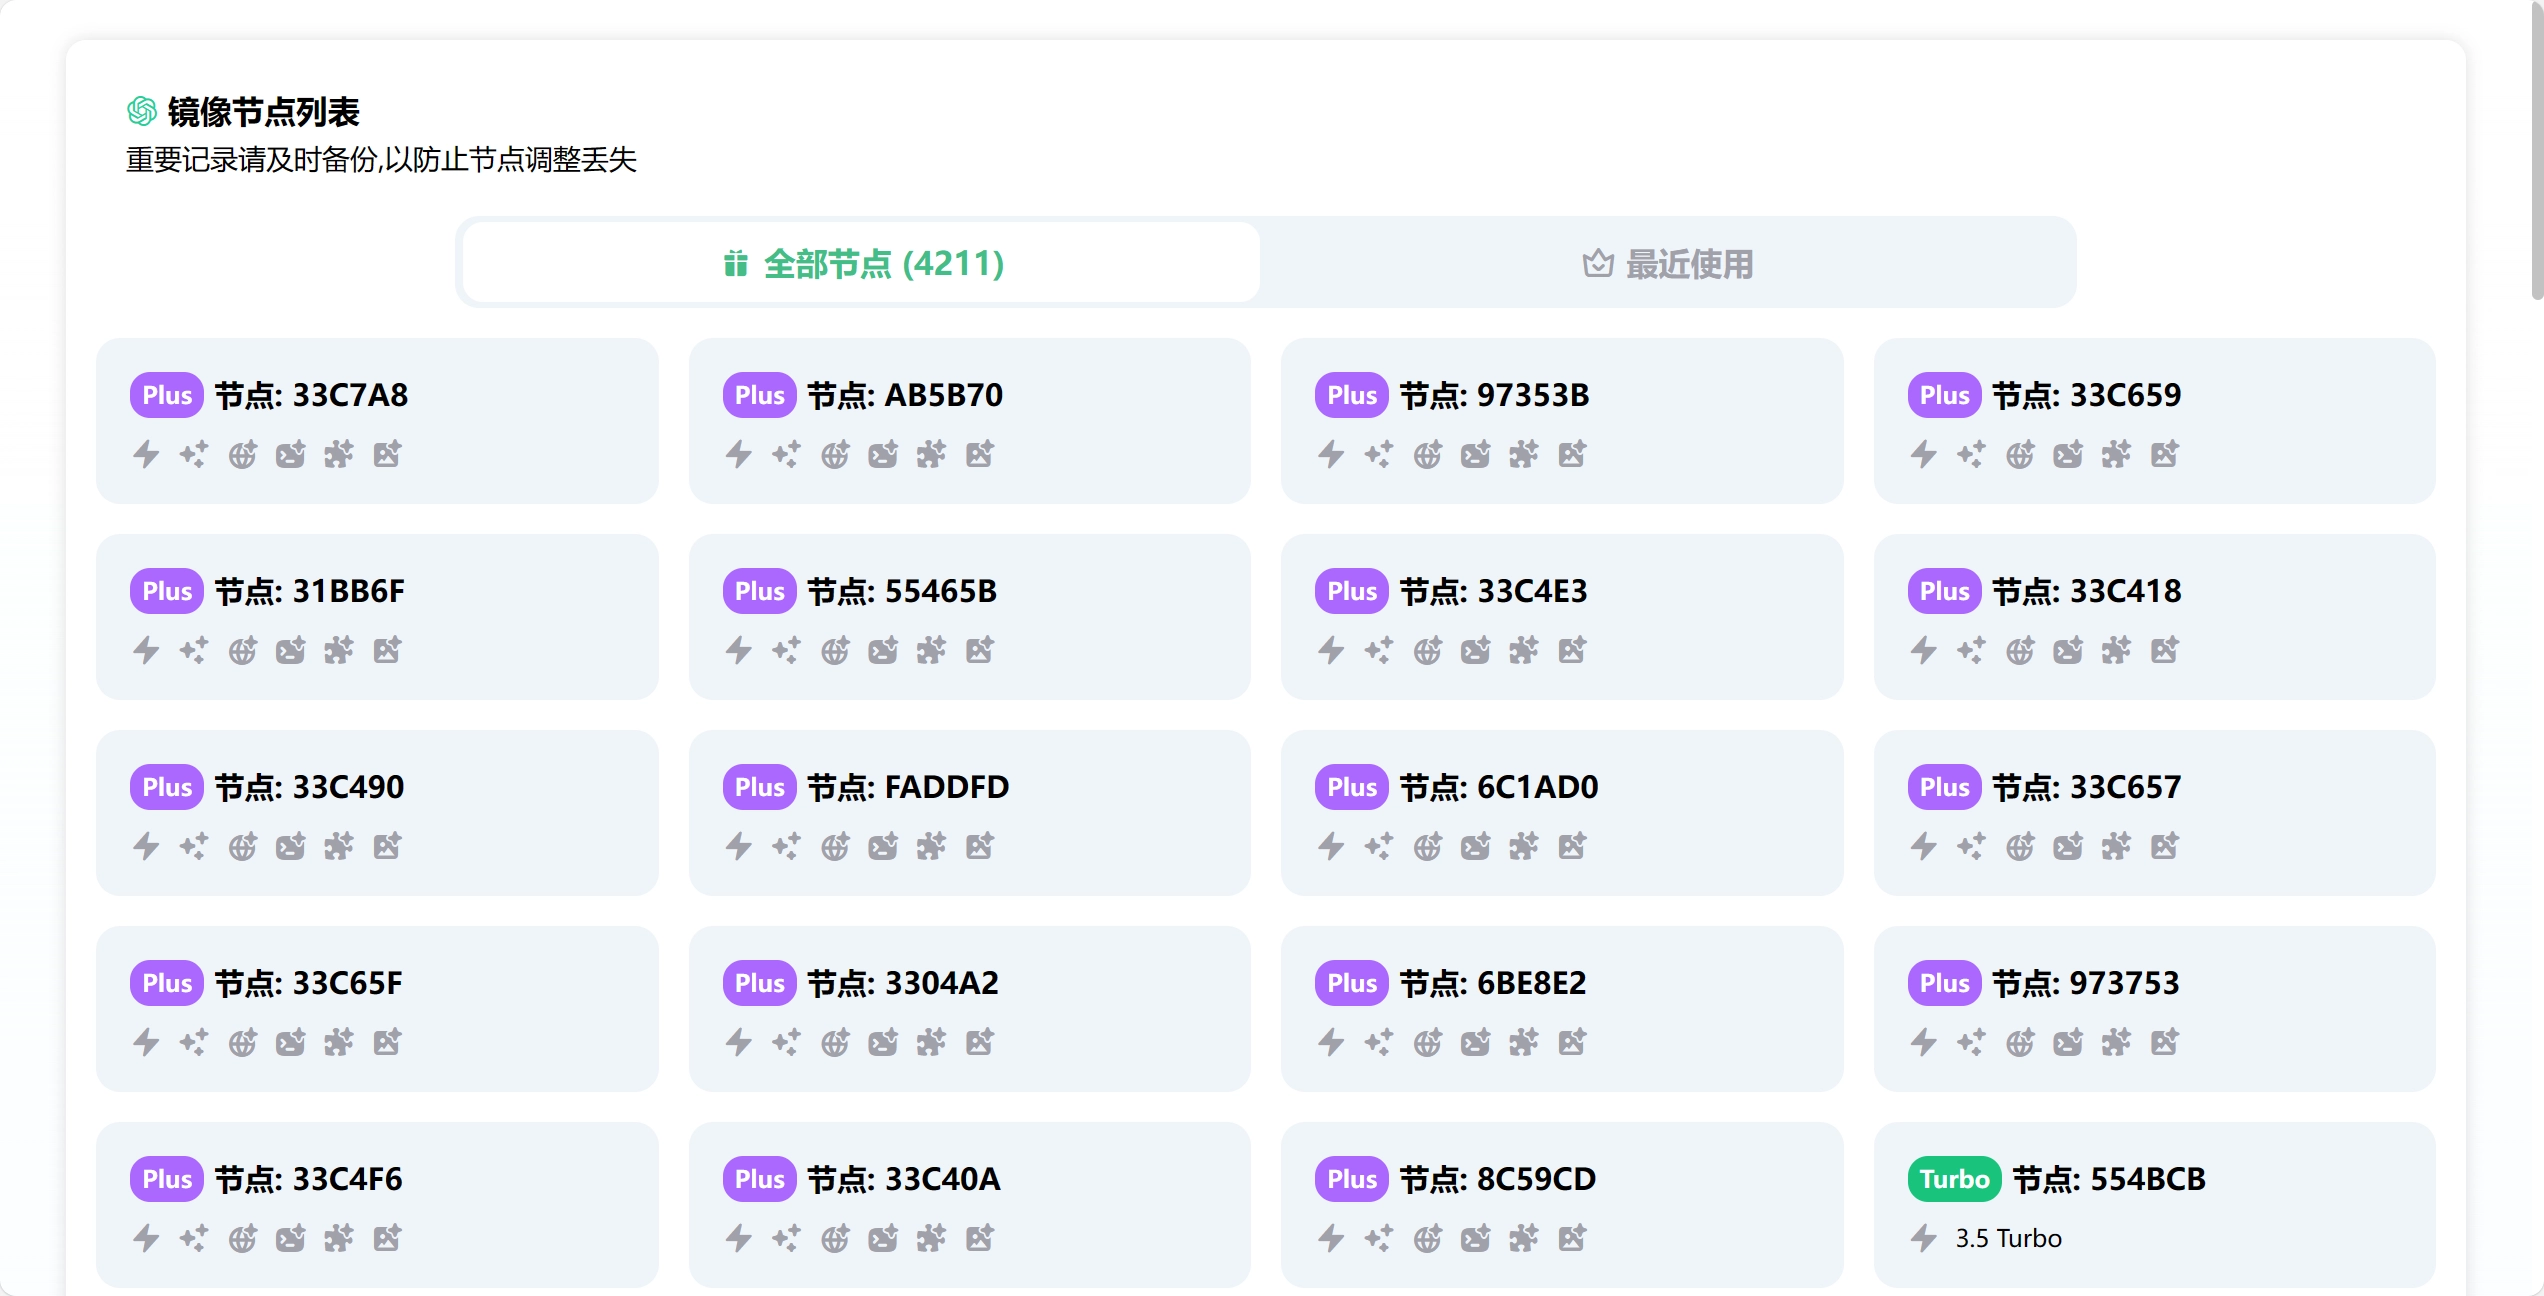 镜像节点列表
重要记录请及时备份,以防止节点调整丢失
全部节点 (4211)
最近使用
Plus 节点: 33C7A8
Plus 节点: AB5B70
Plus 节点: 97353B
Plus 节点: 33C659
Plus 节点: 31BB6F
Plus 节点: 55465B
Plus 节点: 33C4E3
Plus 节点: 33C418
Plus 节点: 33C490
Plus 节点: FADDFD
Plus 节点: 6C1AD0
Plus 节点: 33C657
Plus 节点: 33C65F
Plus 节点: 3304A2
Plus 节点: 6BE8E2
Plus 节点: 973753
Plus 节点: 33C4F6
Plus 节点: 33C40A
Plus 节点: 8C59CD
Turbo 节点: 554BCB
3.5 Turbo